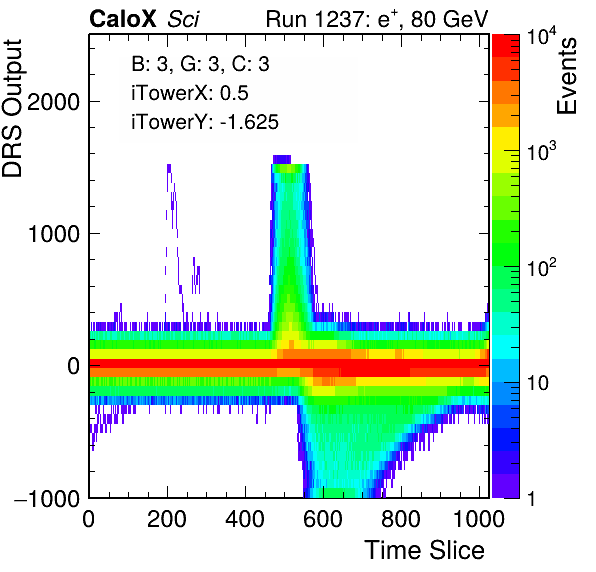 CaloX Sci
Run 1237: e+, 80 GeV
B: 3, G: 3, C: 3
iTowerX: 0.5
iTowerY: -1.625
DRS Output
2000
1000
0
−1000
0 200 400 600 800 1000
Time Slice
10^4
10^3
10^2
10
1
Events